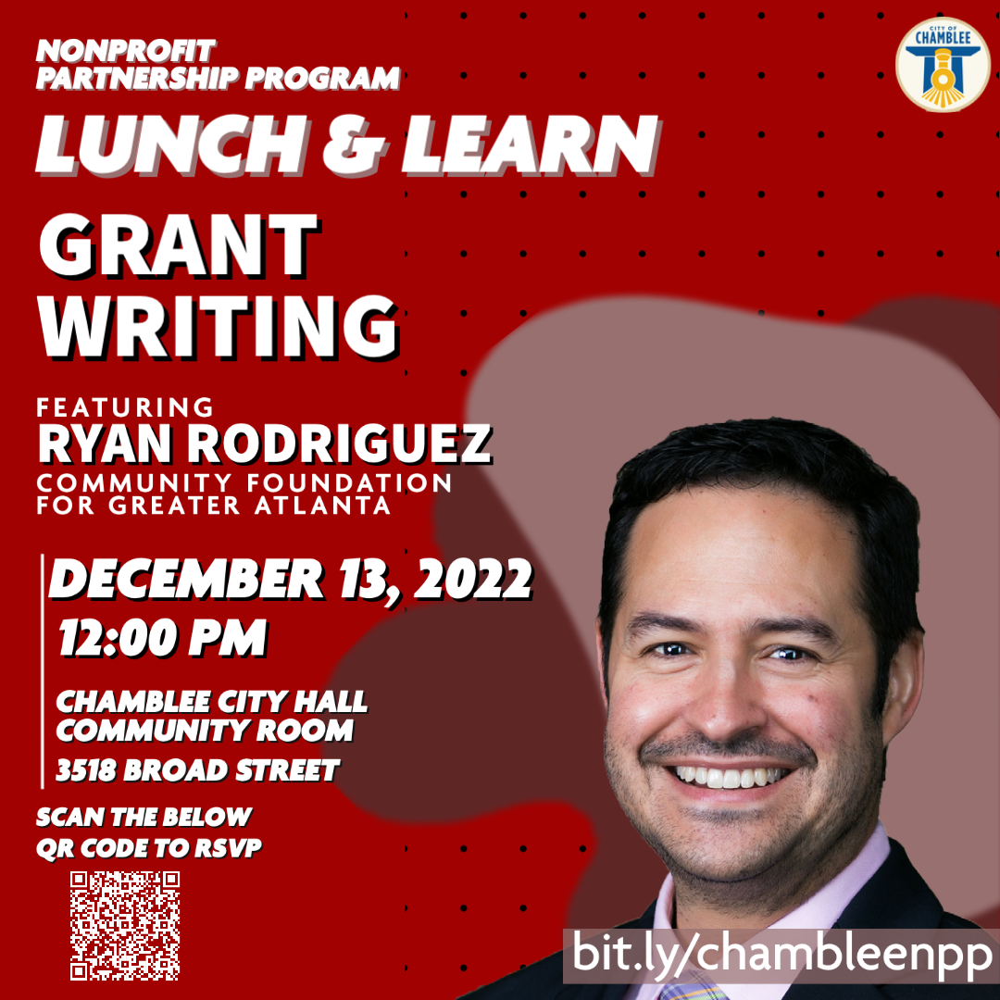 NONPROFIT
PARTNERSHIP PROGRAM
CITY OF
CHAMBLEE
LUNCH & LEARN
GRANT
WRITING
FEATURING
RYAN RODRIGUEZ
COMMUNITY FOUNDATION
FOR GREATER ATLANTA
DECEMBER 13, 2022
12:00 PM
CHAMBLEE CITY HALL
COMMUNITY ROOM
3518 BROAD STREET
SCAN THE BELOW
QR CODE TO RSVP
bit.ly/chambleenpp